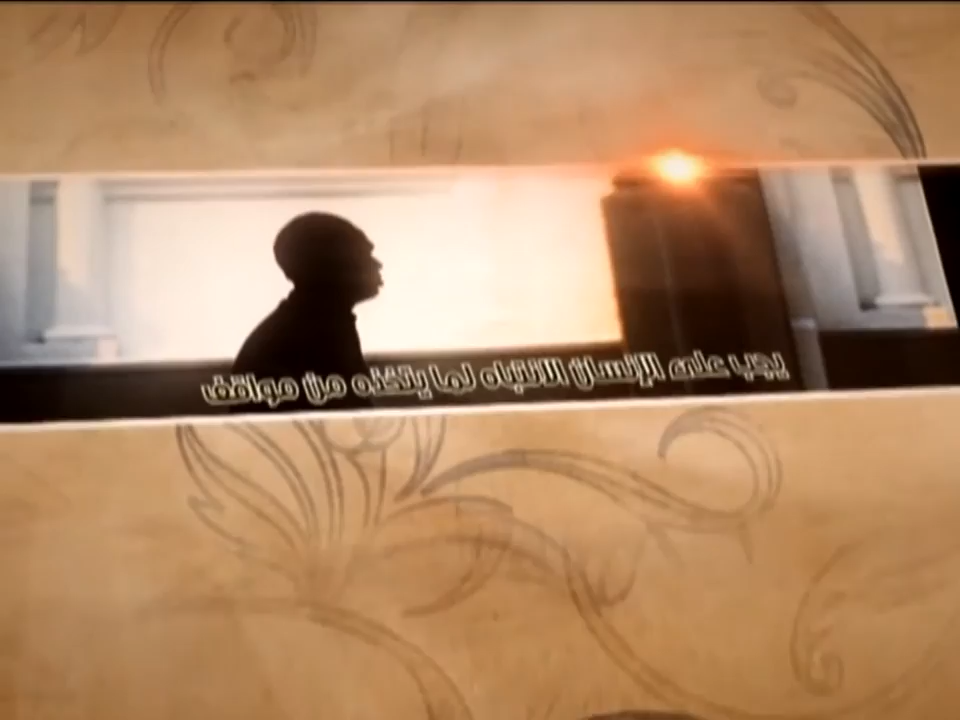 يجب على الإنسان الانتباه لما يتخذه من مواقف